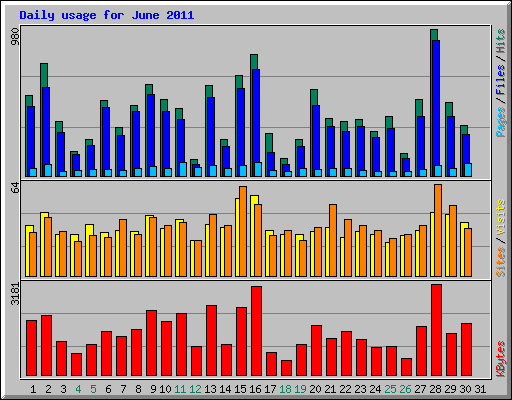 Daily usage for June 2011
980
Pages / Files / Hits
64
Sites / Visits
3181
KBytes
1 2 3 4 5 6 7 8 9 10 11 12 13 14 15 16 17 18 19 20 21 22 23 24 25 26 27 28 29 30 31